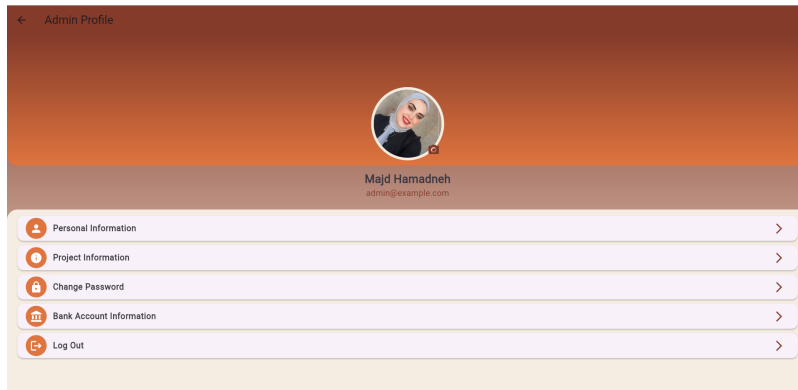 Admin Profile
Majd Hamadneh
admin@example.com
Personal Information
Project Information
Change Password
Bank Account Information
Log Out